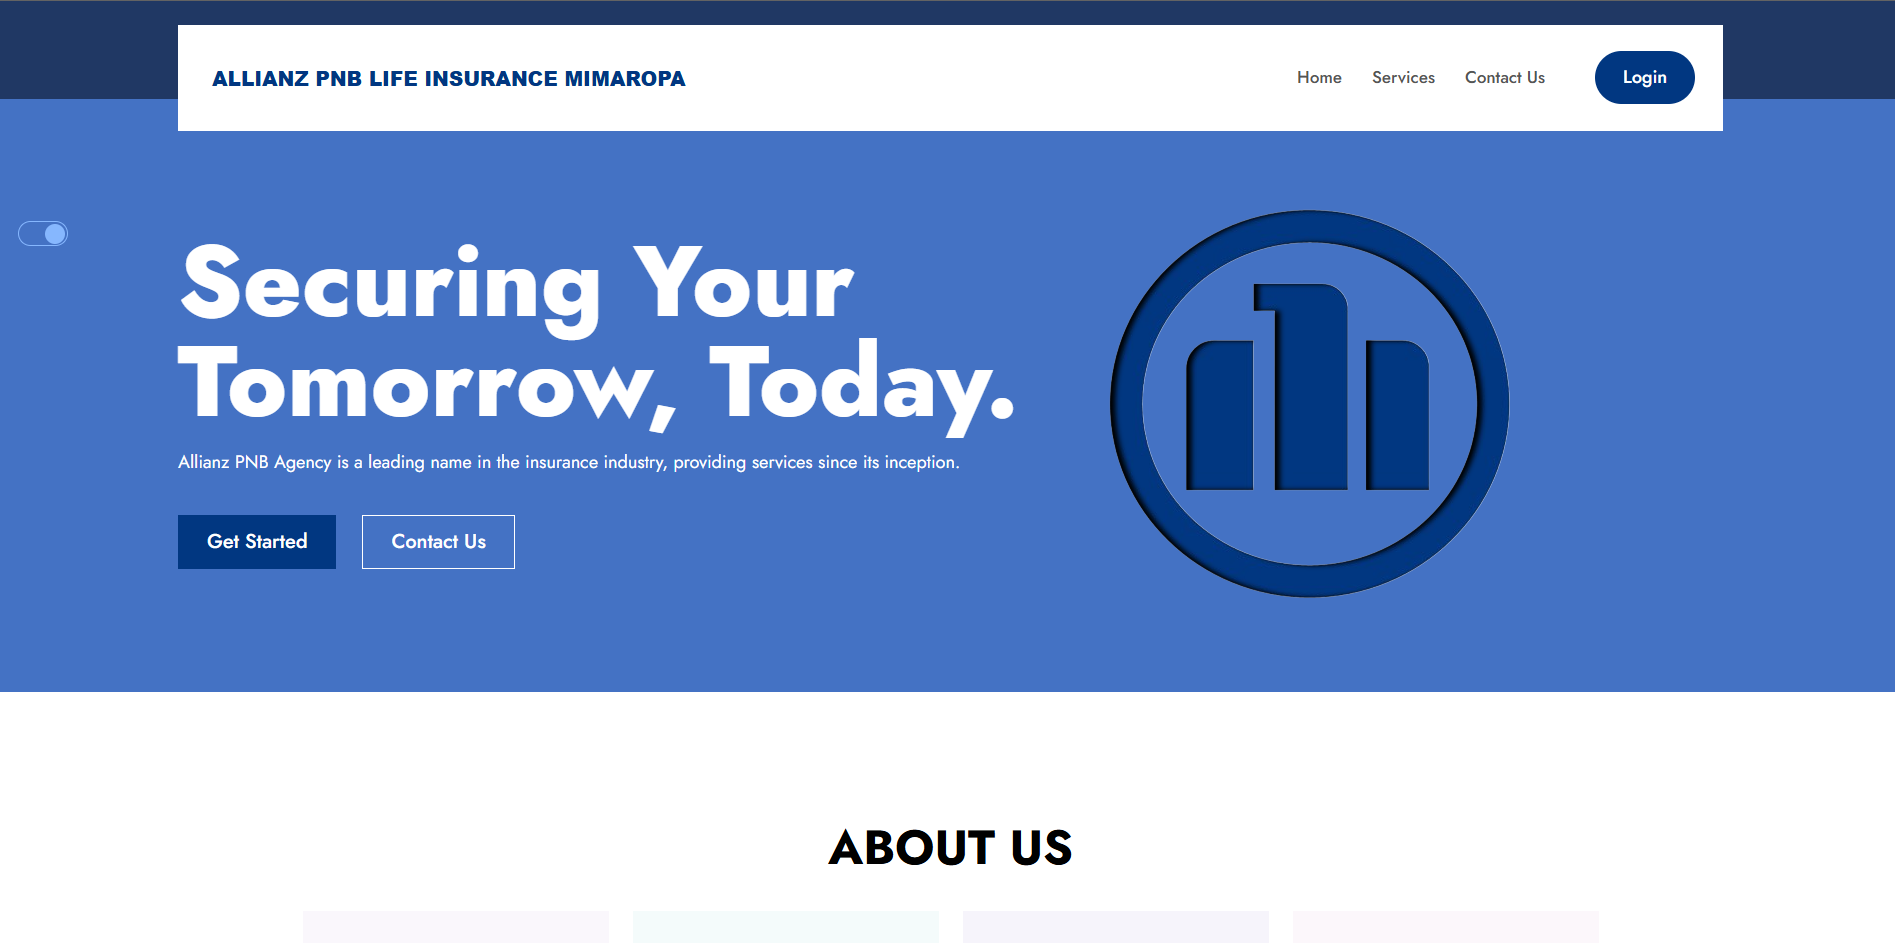 ALLIANZ PNB LIFE INSURANCE MIMAROPA
Home Services Contact Us Login
Securing Your
Tomorrow, Today.
Allianz PNB Agency is a leading name in the insurance industry, providing services since its inception.
Get Started Contact Us
ABOUT US